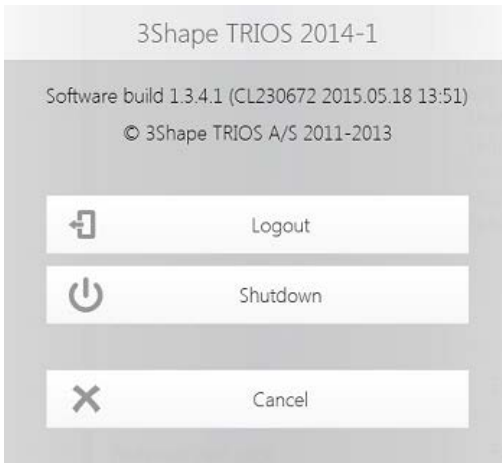 3Shape TRIOS 2014-1
Software build 1.3.4.1 (CL230672 2015.05.18 13:51)
© 3Shape TRIOS A/S 2011-2013
Logout
Shutdown
Cancel